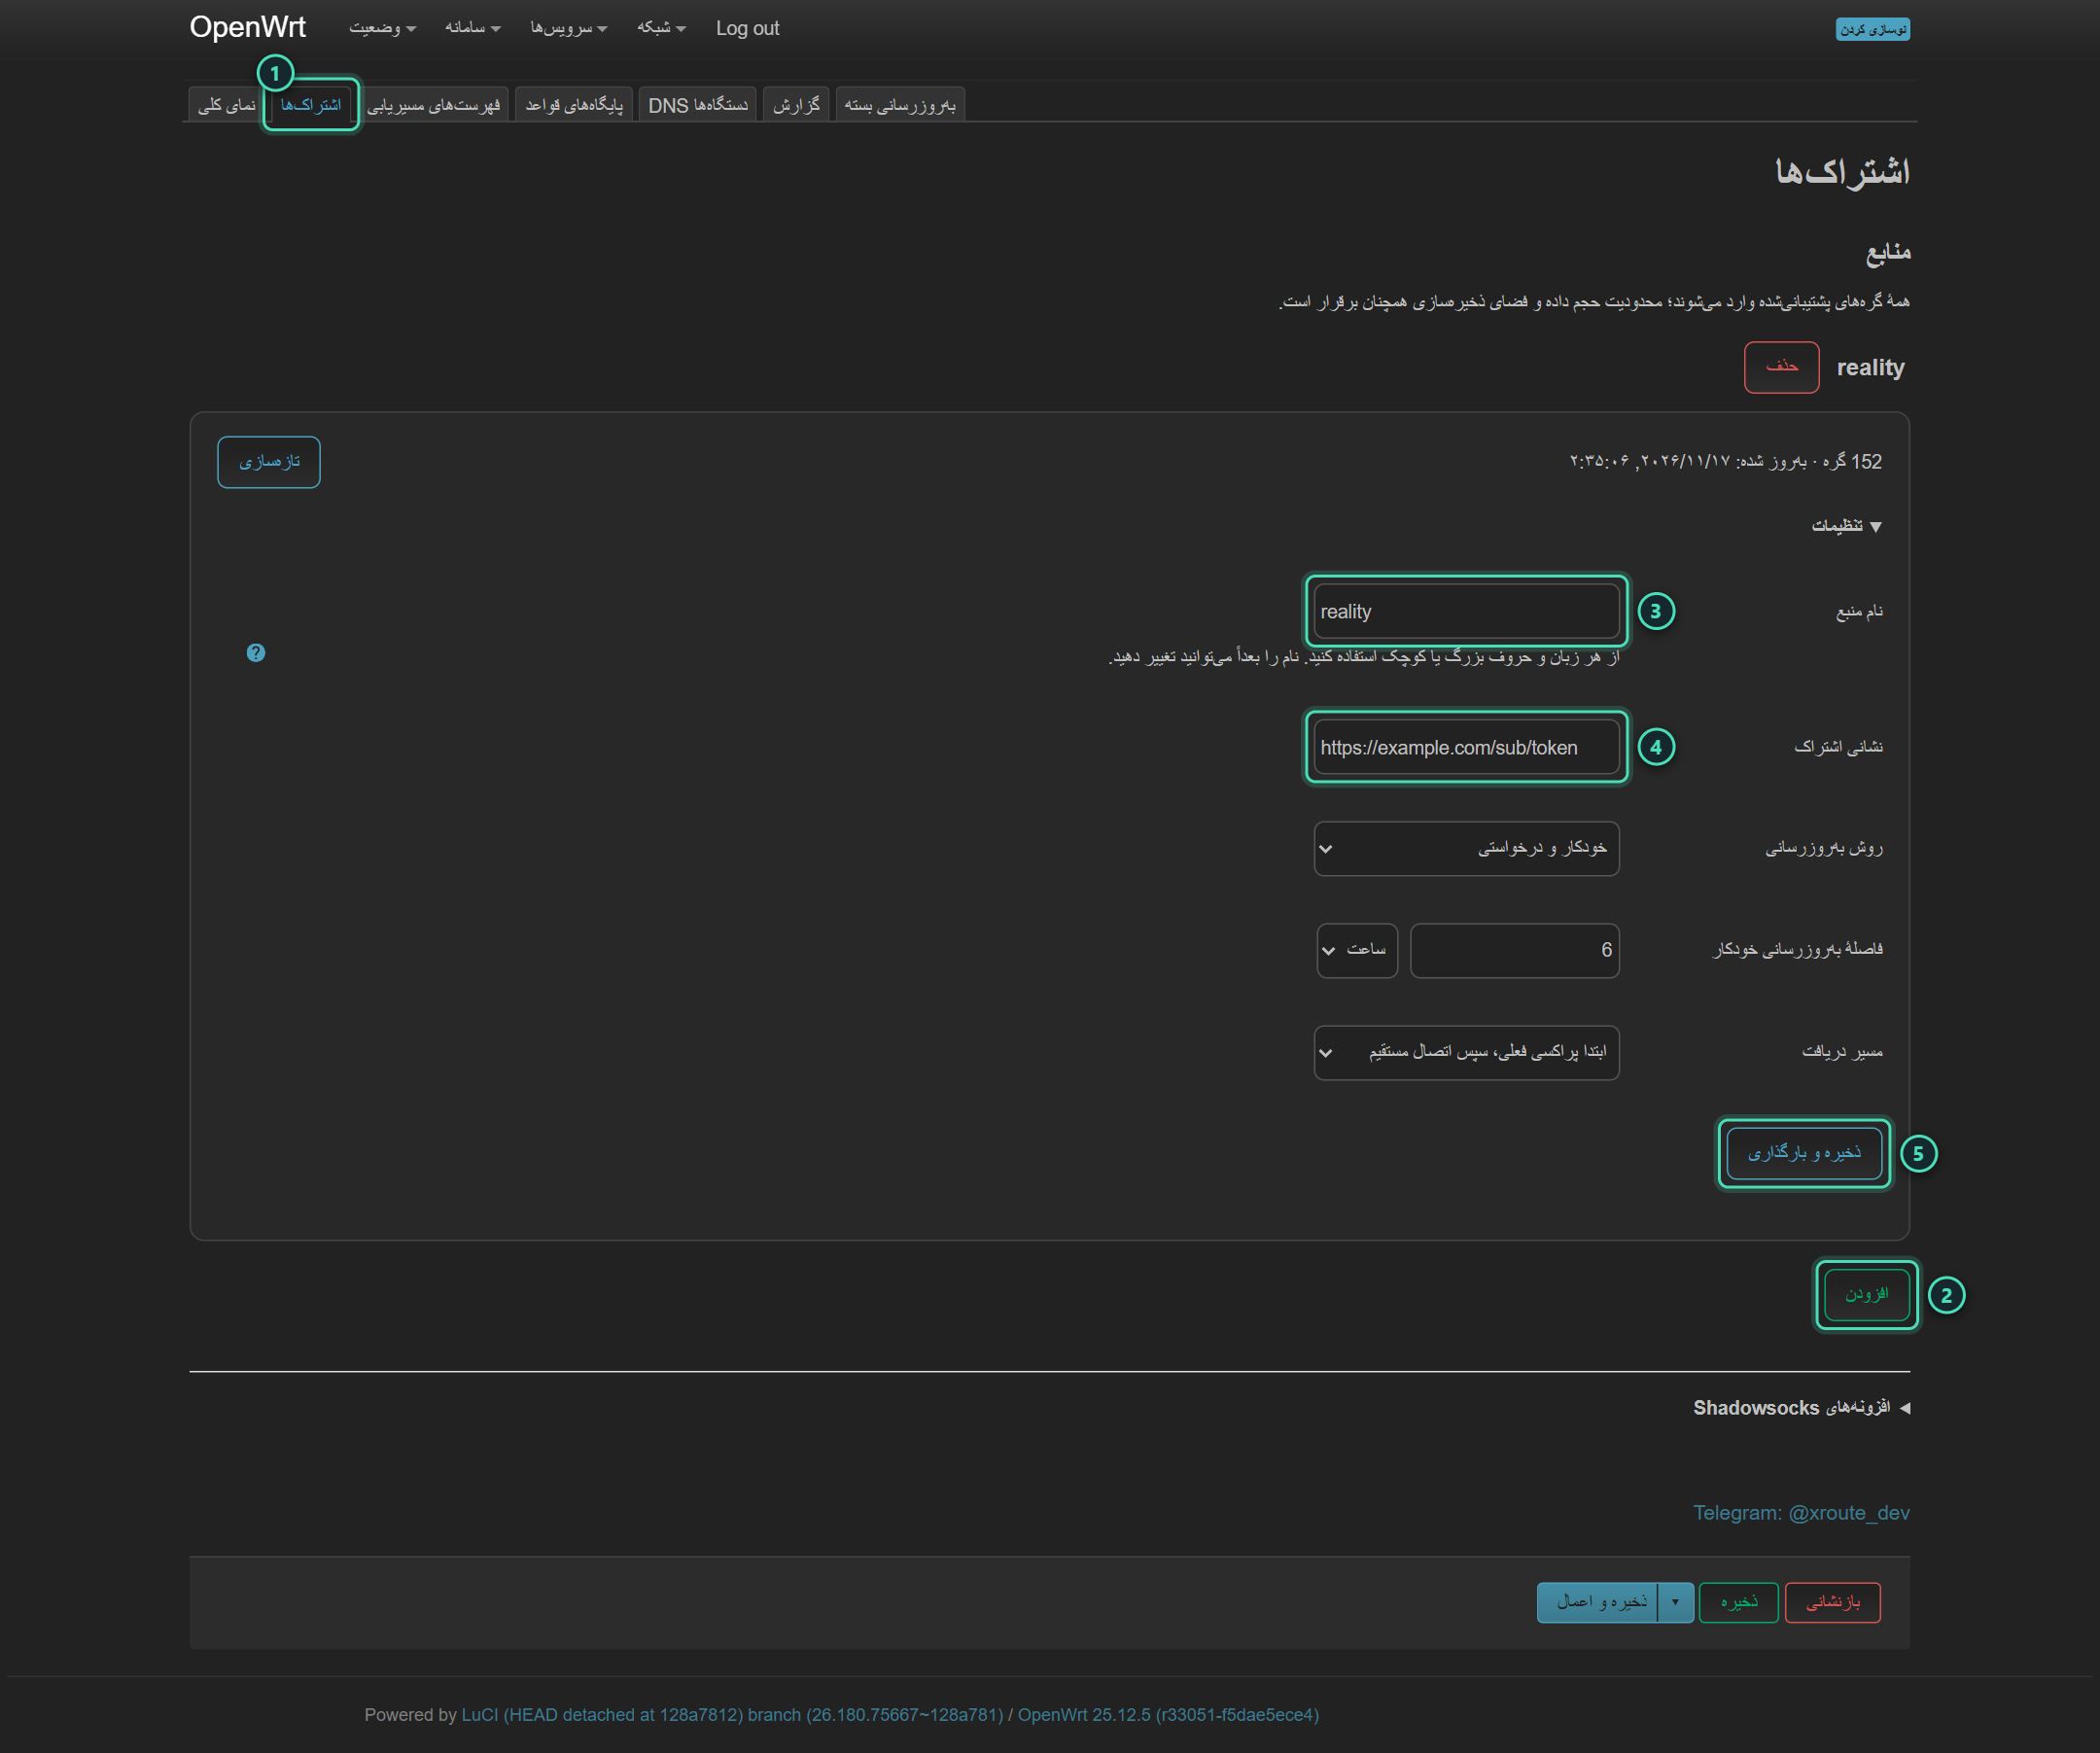 OpenWrt وضعیت سامانه سرویس‌ها شبکه Log out نوسازی کردن
1
نمای کلی اشتراک‌ها فهرست‌های مسیریابی پایگاه‌های قواعد دستگاه‌ها DNS گزارش به‌روزرسانی بسته
اشتراک‌ها
منابع
همهٔ گره‌های پشتیبانی‌شده وارد می‌شوند؛ محدودیت حجم داده و فضای ذخیره‌سازی همچنان برقرار است.
reality حذف
152 گره · به‌روز شده: ۲۰۲۶/۱۱/۱۷, ۲:۳۵:۰۶ تازه‌سازی
▼ تنظیمات
نام منبع 3 reality
از هر زبان و حروف بزرگ یا کوچک استفاده کنید. نام را بعداً می‌توانید تغییر دهید. ?
نشانی اشتراک 4 https://example.com/sub/token
روش به‌روزرسانی خودکار و درخواستی
فاصلهٔ به‌روزرسانی خودکار 6 ساعت
مسیر دریافت ابتدا پراکسی فعلی، سپس اتصال مستقیم
5 ذخیره و بارگذاری
2 افزودن
◀ افزونه‌های Shadowsocks
Telegram: @xroute_dev
بازنشانی ذخیره ▾ ذخیره و اعمال
Powered by LuCI (HEAD detached at 128a7812) branch (26.180.75667~128a781) / OpenWrt 25.12.5 (r33051-f5dae5ece4)